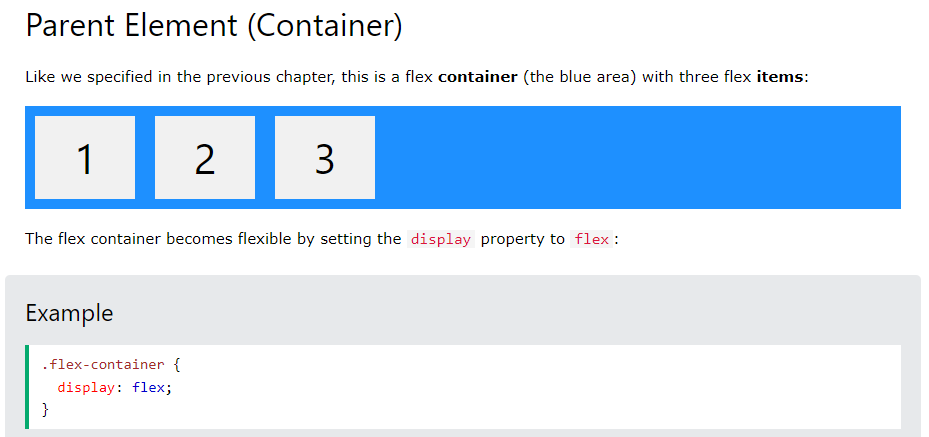 Parent Element (Container)
Like we specified in the previous chapter, this is a flex container (the blue area) with three flex items:
1 2 3
The flex container becomes flexible by setting the display property to flex:
Example
.flex-container {
  display: flex;
}